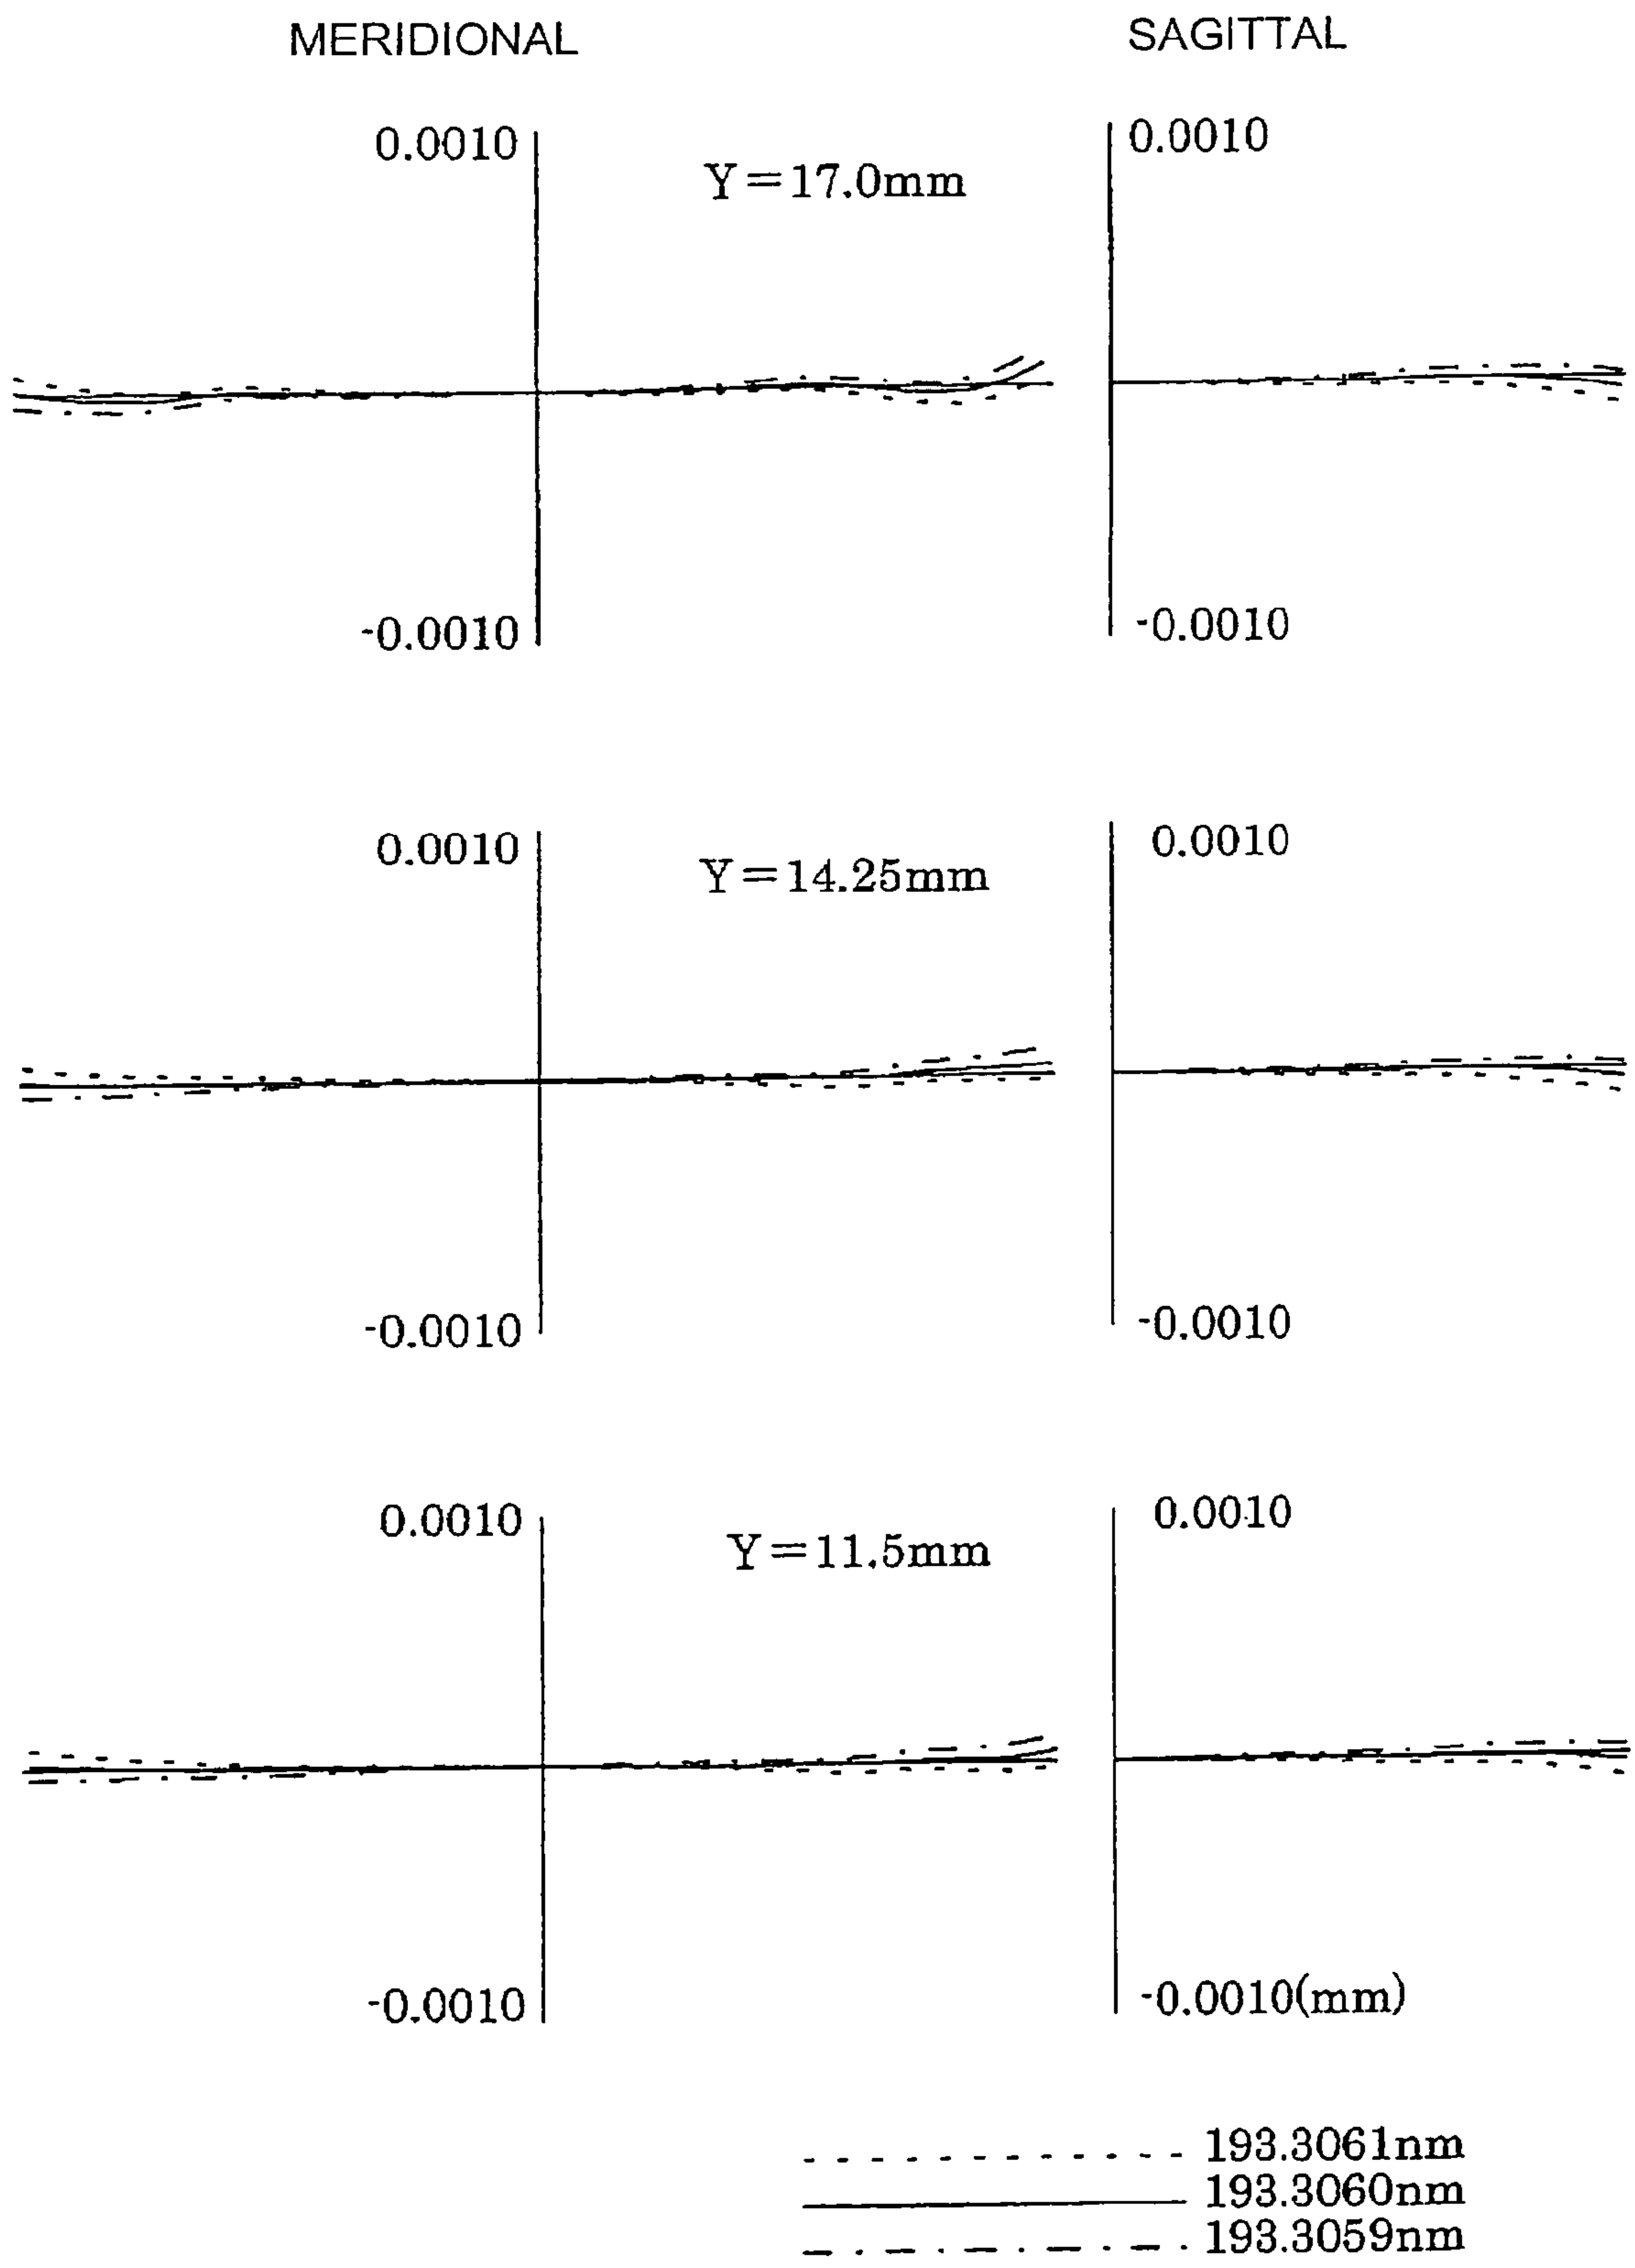 MERIDIONAL SAGITTAL
0.0010 Y=17.0mm 0.0010
-0.0010 -0.0010
0.0010 Y=14.25mm 0.0010
-0.0010 -0.0010
0.0010 Y=11.5mm 0.0010
-0.0010 -0.0010(mm)
193.3061nm
193.3060nm
193.3059nm